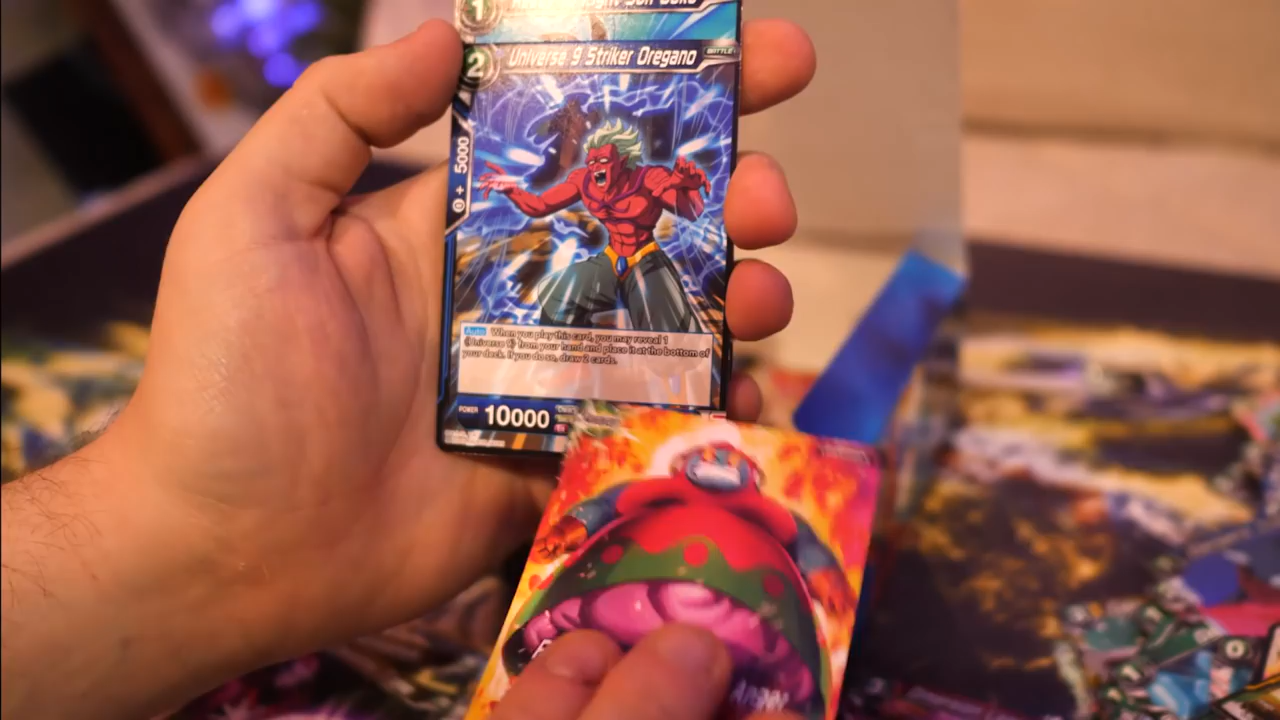 1
2 Universe 9 Striker Oregano BATTLE
+ 5000
Auto When you play this card, you may reveal 1
from your hand and place it at the bottom of
your deck. If you do so, draw 2 cards.
POWER 10000